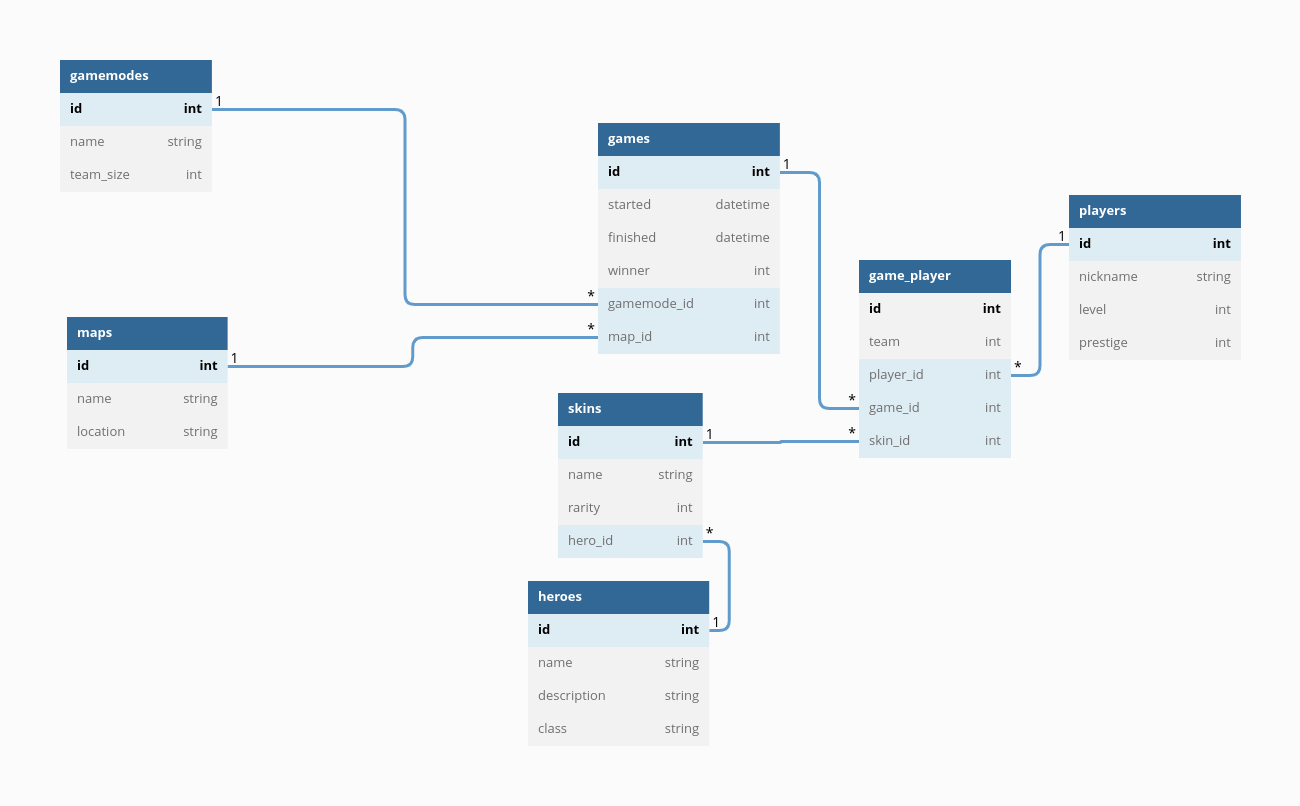 gamemodes
id int
name string
team_size int
1
maps
id int
name string
location string
1
games
id int
started datetime
finished datetime
winner int
gamemode_id int
map_id int
1
*
*
skins
id int
name string
rarity int
hero_id int
1
*
heroes
id int
name string
description string
class string
1
game_player
id int
team int
player_id int
game_id int
skin_id int
*
*
*
players
id int
nickname string
level int
prestige int
1